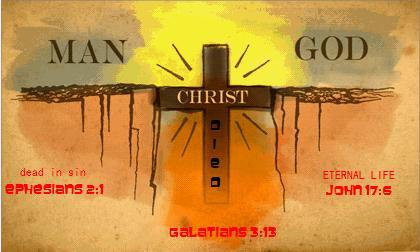 MAN
GOD
CHRIST
Died
dead in sin
Ephesians 2:1
ETERNAL LIFE
John 17:6
Galatians 3:13